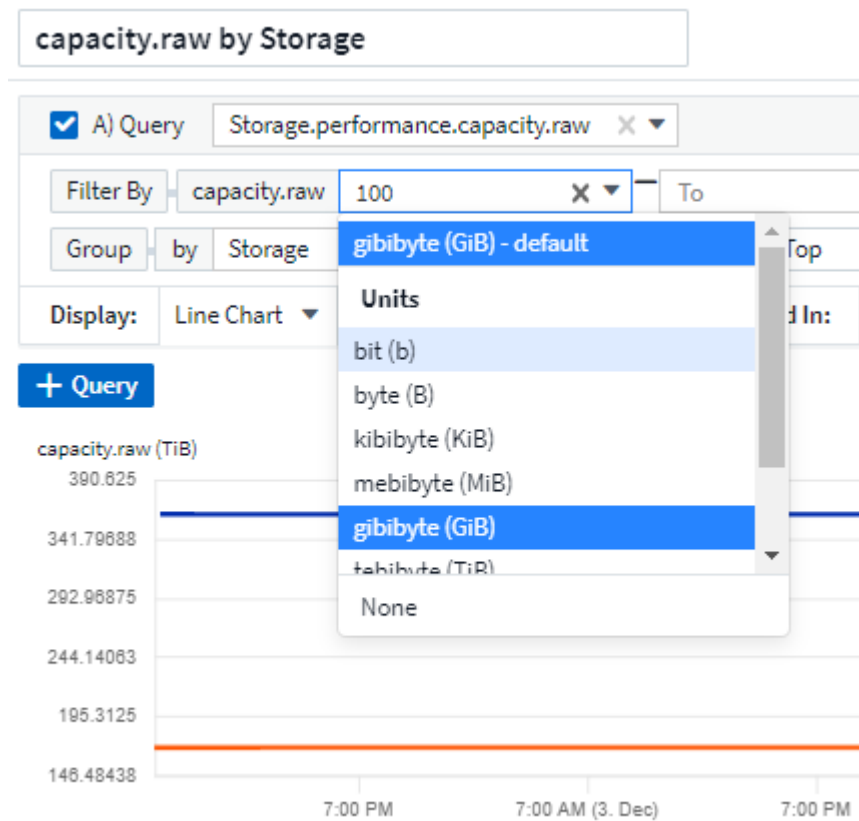 capacity.raw by Storage
A) Query Storage.performance.capacity.raw
Filter By capacity.raw 100 To
Group by Storage Top
gibibyte (GiB) - default
Units
Display: Line Chart d In:
bit (b)
byte (B)
+ Query
kibibyte (KiB)
mebibyte (MiB)
gibibyte (GiB)
tebibyte (TiB)
None
capacity.raw (TiB)
390.625
341.79688
292.96875
244.14063
195.3125
146.48438
7:00 PM 7:00 AM (3. Dec) 7:00 PM